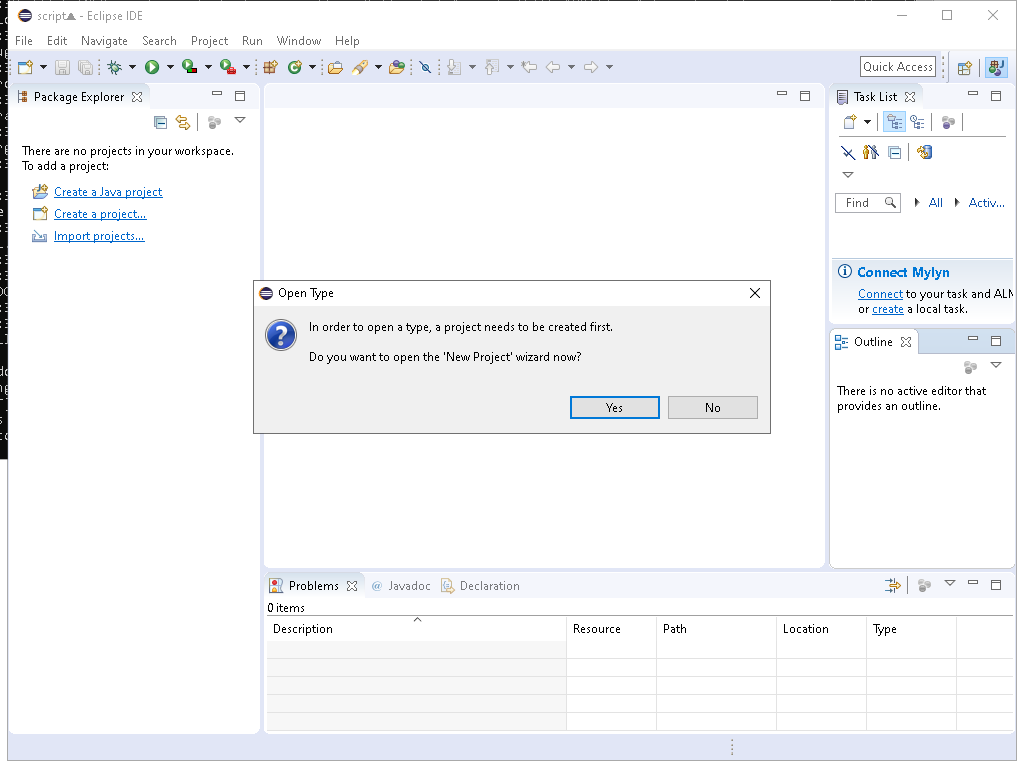 script▲ - Eclipse IDE
File Edit Navigate Search Project Run Window Help
Quick Access
Package Explorer
There are no projects in your workspace.
To add a project:
Create a Java project
Create a project...
Import projects...
Task List
Find
All
Activ...
Connect Mylyn
Connect to your task and ALM
or create a local task.
Outline
There is no active editor that
provides an outline.
Open Type
In order to open a type, a project needs to be created first.
Do you want to open the 'New Project' wizard now?
Yes No
Problems @ Javadoc Declaration
0 items
Description Resource Path Location Type